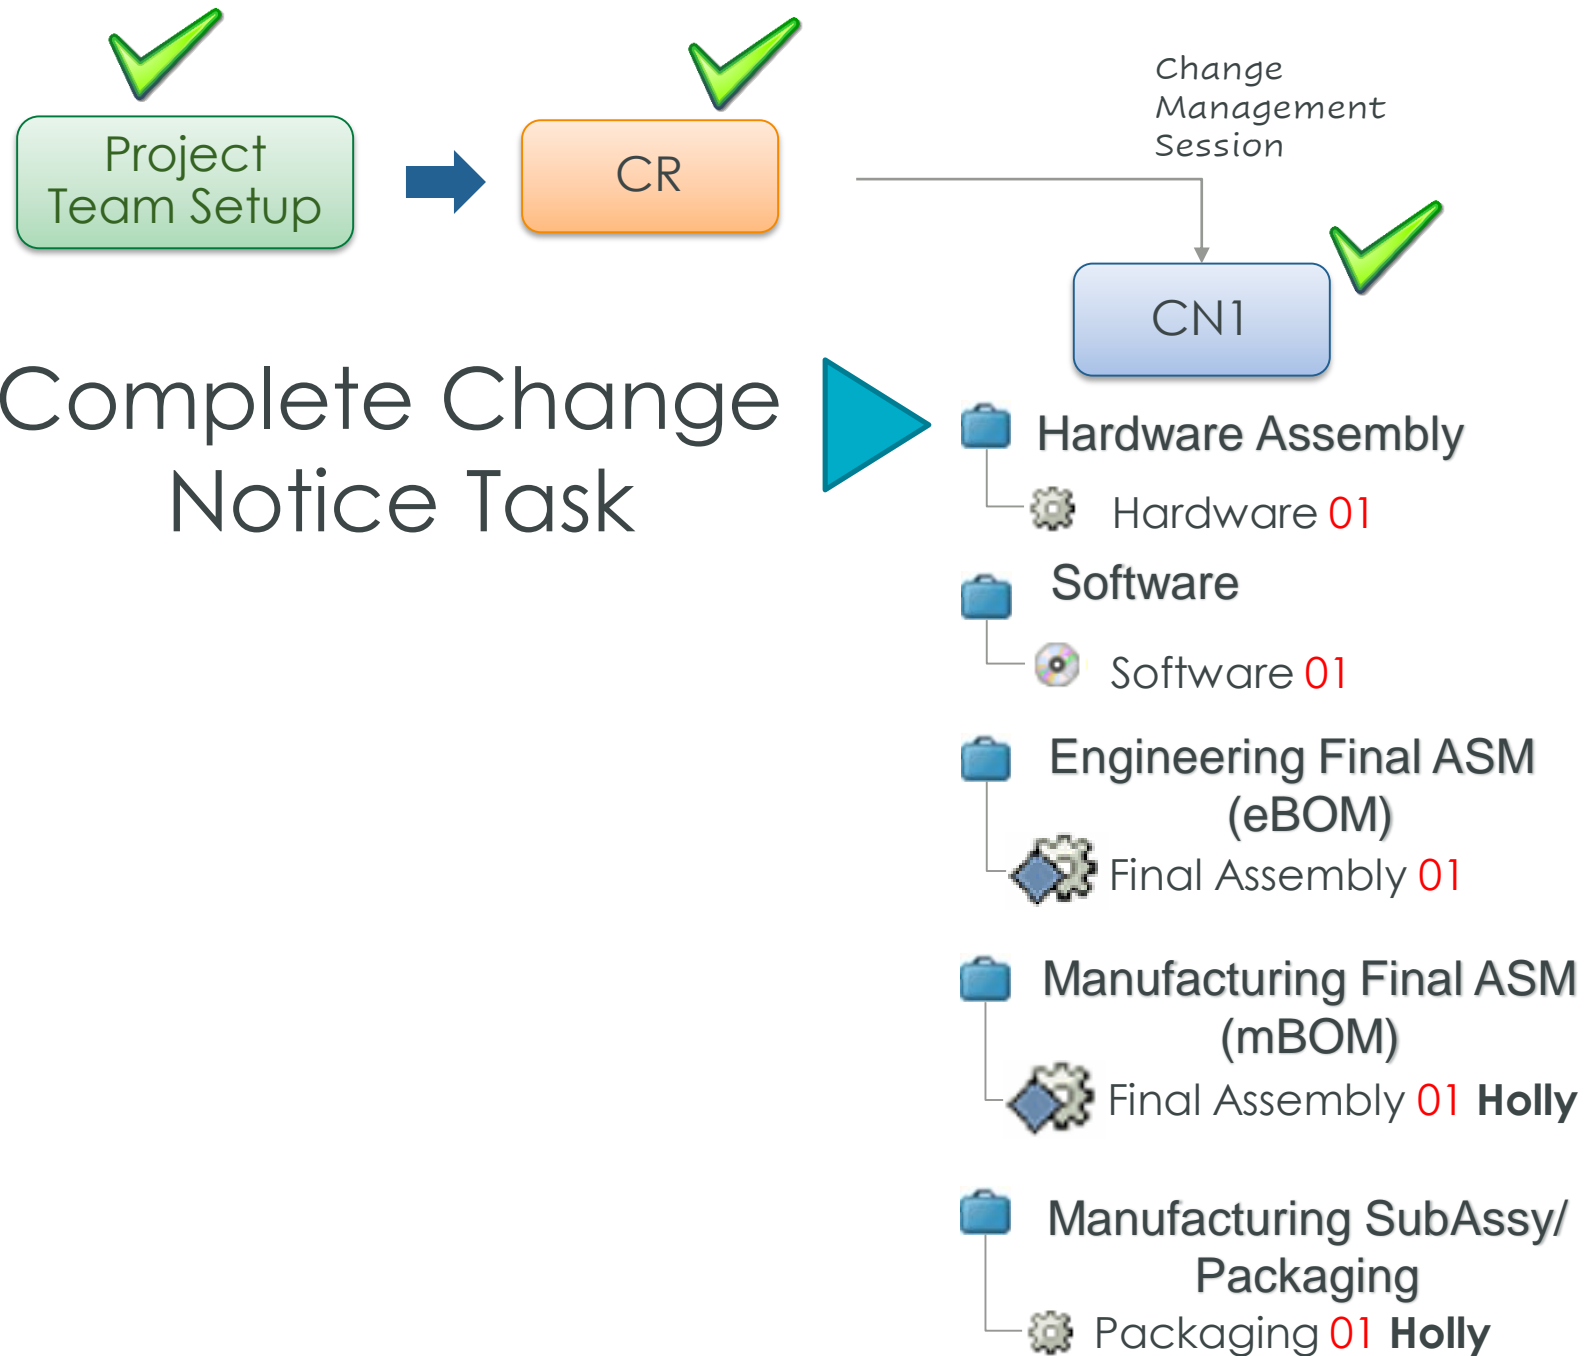 Change
Management
Session
Project
Team Setup
CR
CN1
Complete Change
Notice Task
Hardware Assembly
Hardware 01
Software
Software 01
Engineering Final ASM
(eBOM)
Final Assembly 01
Manufacturing Final ASM
(mBOM)
Final Assembly 01 Holly
Manufacturing SubAssy/
Packaging
Packaging 01 Holly